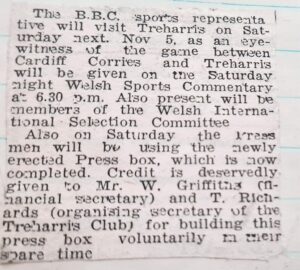 The B.B.C. sports representa
tive will visit Treharris on Sat-
urday next. Nov 5, as an eye-
witness of the game between
Cardiff Corries and Treharris
will be given on the Saturday
night Welsh Sports Commentary
at 6.30 p.m. Also present will be
members of the Welsh Interna-
tional Selection Committee
Also on Saturday the Press
men will be using the newly
erected Press box, which is now
completed. Credit is deservedly
given to Mr. W. Griffiths (fi-
nancial secretary) and T. Rich-
ards (organising secretary of the
Treharris Club) for building this
press box voluntarily in their
spare time